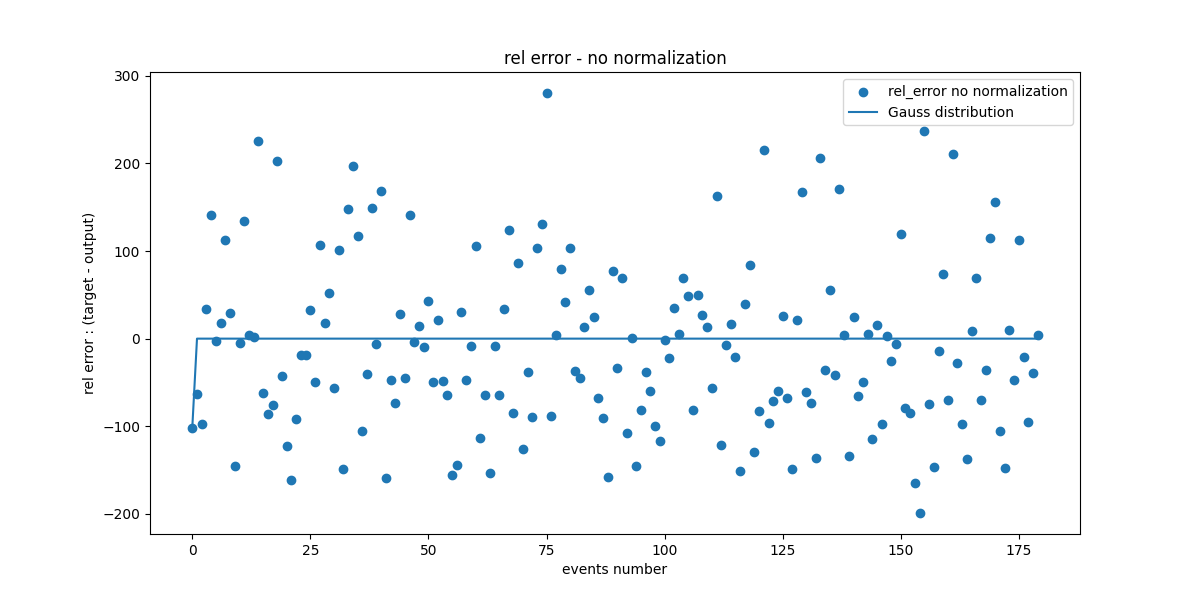 rel error - no normalization
rel_error no normalization
Gauss distribution
300
200
100
0
−100
−200
rel error : (target - output)
0 25 50 75 100 125 150 175
events number